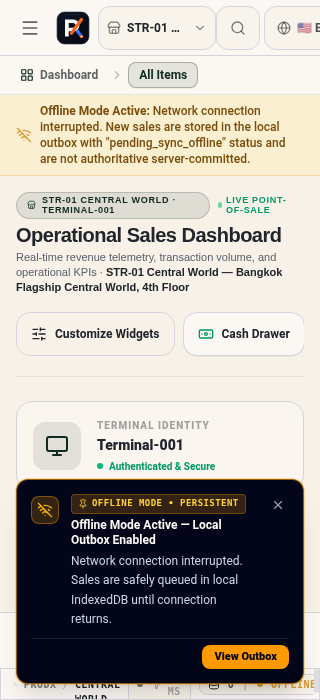 STR-01 ...
🇺🇸 E
Dashboard
All Items
Offline Mode Active: Network connection
interrupted. New sales are stored in the local
outbox with "pending_sync_offline" status and
are not authoritative server-committed.
STR-01 CENTRAL WORLD ·
TERMINAL-001
LIVE POINT-
OF-SALE
Operational Sales Dashboard
Real-time revenue telemetry, transaction volume, and
operational KPIs · STR-01 Central World — Bangkok
Flagship Central World, 4th Floor
Customize Widgets
Cash Drawer
TERMINAL IDENTITY
Terminal-001
Authenticated & Secure
OFFLINE MODE • PERSISTENT
Offline Mode Active — Local
Outbox Enabled
Network connection interrupted.
Sales are safely queued in local
IndexedDB until connection
returns.
View Outbox
CENTRAL
WORLD
MS
OFFLINE